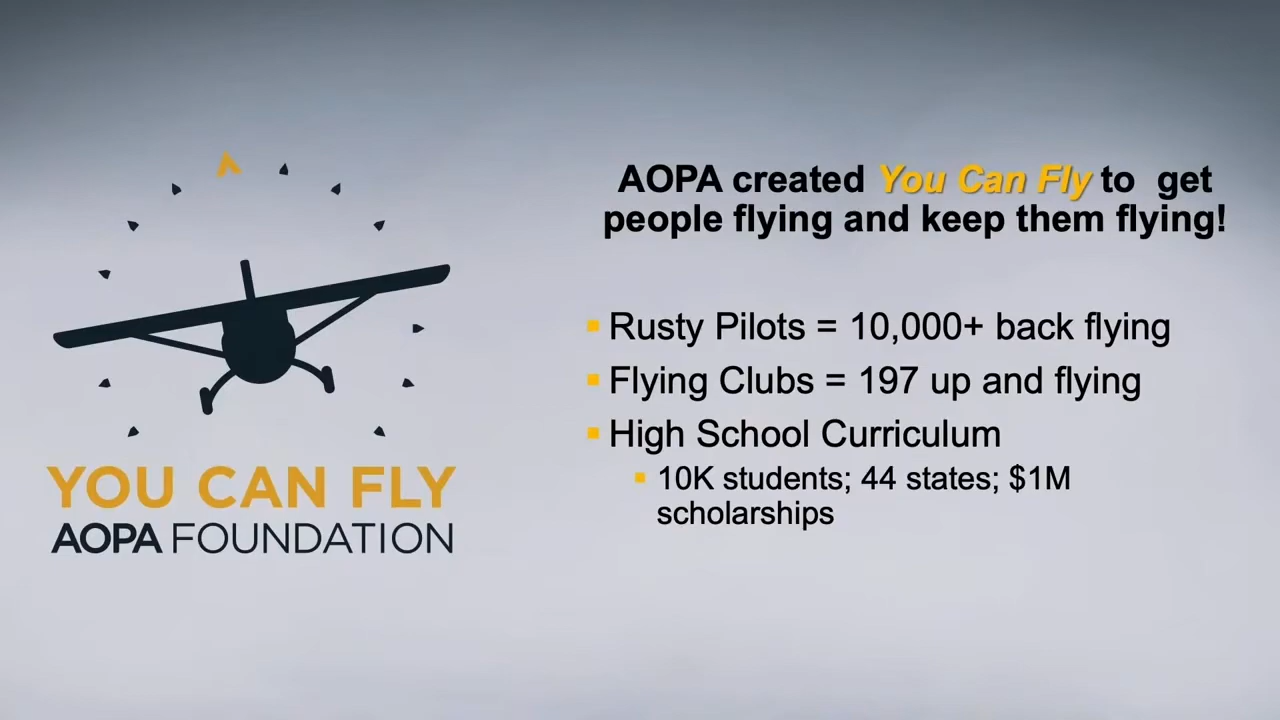 YOU CAN FLY
AOPA FOUNDATION
AOPA created You Can Fly to get
people flying and keep them flying!
Rusty Pilots = 10,000+ back flying
Flying Clubs = 197 up and flying
High School Curriculum
10K students; 44 states; $1M
scholarships